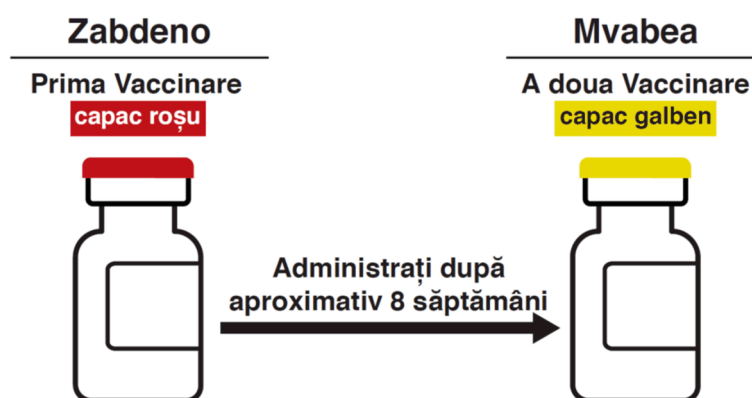 Zabdeno
Prima Vaccinare
capac roșu
Mvabea
A doua Vaccinare
capac galben
Administrați după
aproximativ 8 săptămâni